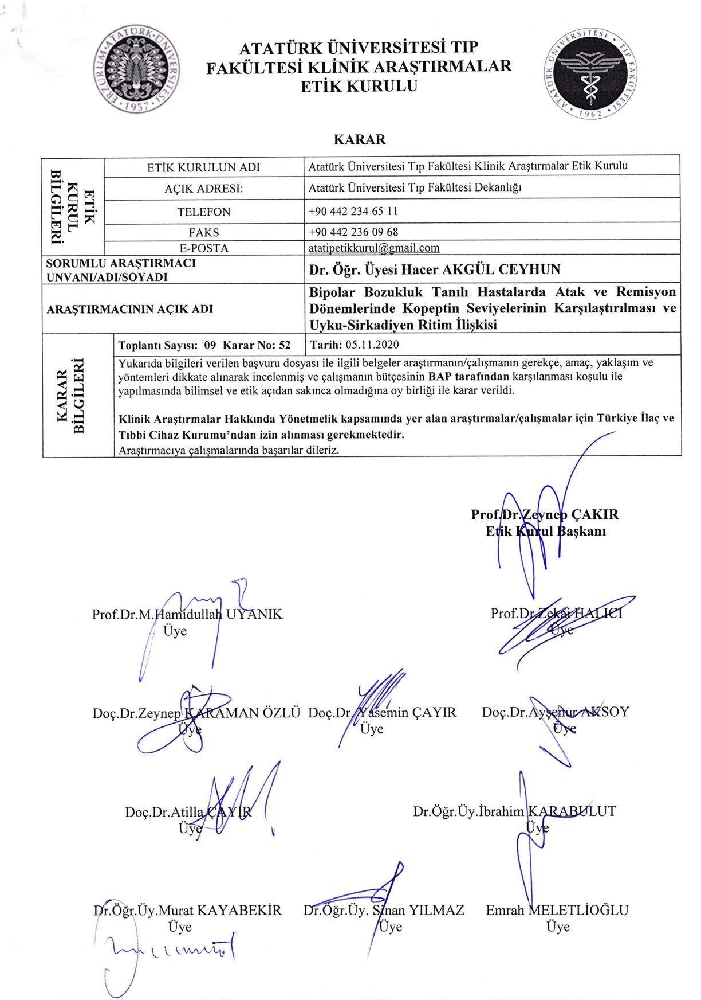 ERZURUM•ATATÜRK•ÜNİVERSİTESİ •1957•
ATATÜRK ÜNİVERSİTESİ TIP
FAKÜLTESİ KLİNİK ARAŞTIRMALAR
ETİK KURULU
ATATÜRK ÜNİVERSİTESİ • TIP FAKÜLTESİ • 1962 •
KARAR
ETİK
KURUL
BİLGİLERİ
ETİK KURULUN ADI Atatürk Üniversitesi Tıp Fakültesi Klinik Araştırmalar Etik Kurulu
AÇIK ADRESİ: Atatürk Üniversitesi Tıp Fakültesi Dekanlığı
TELEFON +90 442 234 65 11
FAKS +90 442 236 09 68
E-POSTA atatipetikkurul@gmail.com
SORUMLU ARAŞTIRMACI
UNVANI/ADI/SOYADI
Dr. Öğr. Üyesi Hacer AKGÜL CEYHUN
ARAŞTIRMACININ AÇIK ADI
Bipolar Bozukluk Tanılı Hastalarda Atak ve Remisyon
Dönemlerinde Kopeptin Seviyelerinin Karşılaştırılması ve
Uyku-Sirkadiyen Ritim İlişkisi
KARAR
BİLGİLERİ
Toplantı Sayısı: 09 Karar No: 52 Tarih: 05.11.2020
Yukarıda bilgileri verilen başvuru dosyası ile ilgili belgeler araştırmanın/çalışmanın gerekçe, amaç, yaklaşım ve
yöntemleri dikkate alınarak incelenmiş ve çalışmanın bütçesinin BAP tarafından karşılanması koşulu ile
yapılmasında bilimsel ve etik açıdan sakınca olmadığına oy birliği ile karar verildi.
Klinik Araştırmalar Hakkında Yönetmelik kapsamında yer alan araştırmalar/çalışmalar için Türkiye İlaç ve
Tıbbi Cihaz Kurumu’ndan izin alınması gerekmektedir.
Araştırmacıya çalışmalarında başarılar dileriz.
Prof.Dr.Zeynep ÇAKIR
Etik Kurul Başkanı
Prof.Dr.M.Hamidullah UYANIK Prof.Dr.Zekai HALICI
Üye Üye
Doç.Dr.Zeynep KARAMAN ÖZLÜ Doç.Dr. Yasemin ÇAYIR Doç.Dr.Ayşenur AKSOY
Üye Üye Üye
Doç.Dr.Atilla ÇAYIR Dr.Öğr.Üy.İbrahim KARABULUT
Üye Üye
Dr.Öğr.Üy.Murat KAYABEKİR Dr.Öğr.Üy. Sinan YILMAZ Emrah MELETLİOĞLU
Üye Üye Üye